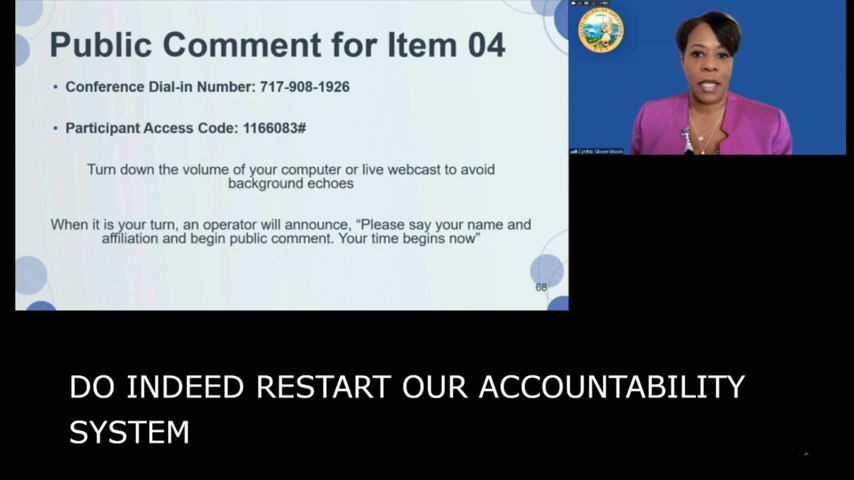 Public Comment for Item 04
• Conference Dial-in Number: 717-908-1926
• Participant Access Code: 1166083#
Turn down the volume of your computer or live webcast to avoid
background echoes
When it is your turn, an operator will announce, “Please say your name and
affiliation and begin public comment. Your time begins now”
68
Cynthia Glover-Woods
DO INDEED RESTART OUR ACCOUNTABILITY
SYSTEM